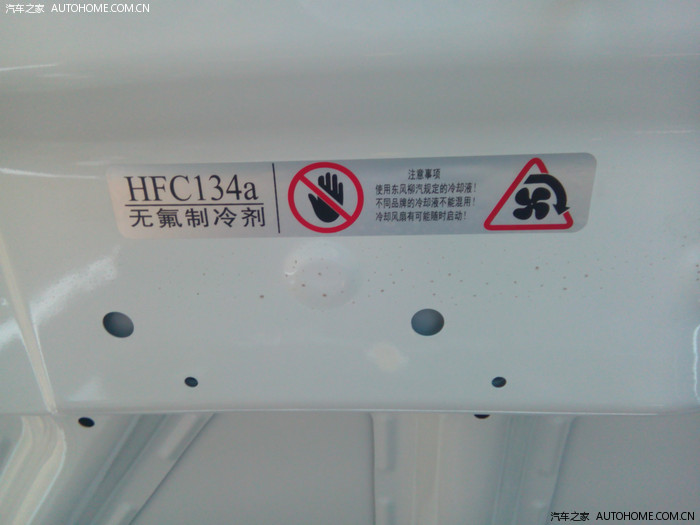 汽车之家 AUTOHOME.COM.CN
HFC134a
无氟制冷剂
注意事项
使用东风柳汽规定的冷却液！
不同品牌的冷却液不能混用！
冷却风扇有可能随时启动！
汽车之家 AUTOHOME.COM.CN